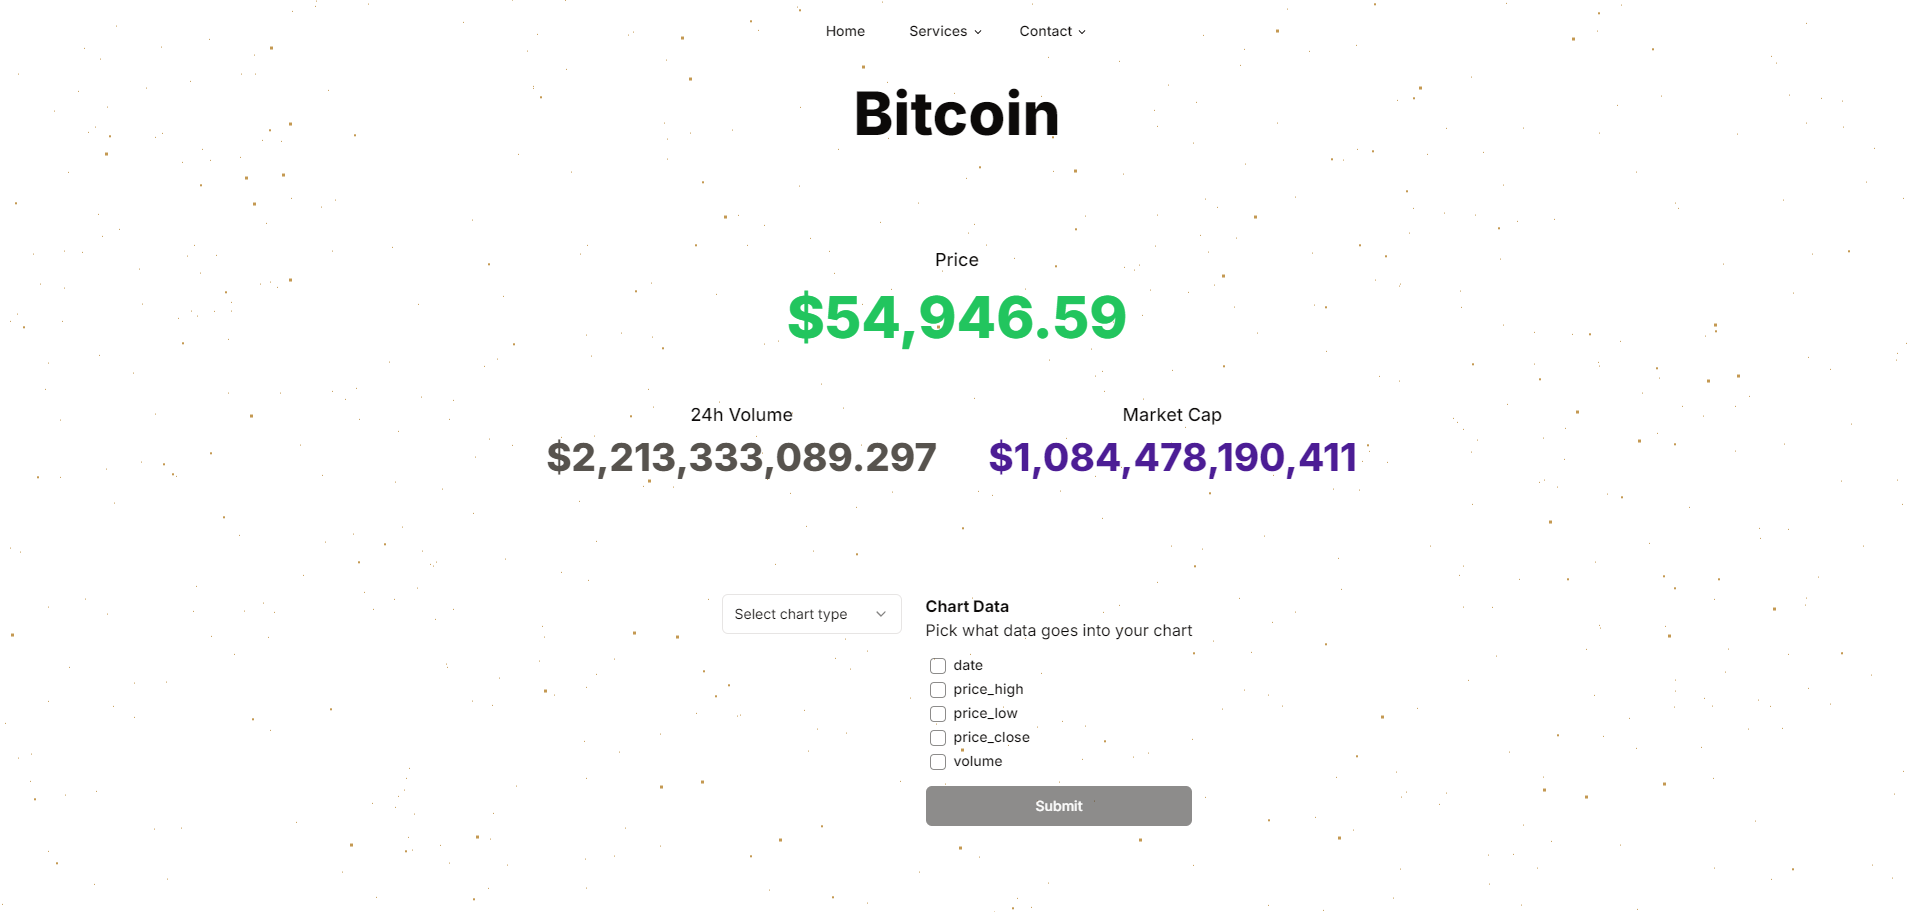 Home Services Contact
Bitcoin
Price
$54,946.59
24h Volume Market Cap
$2,213,333,089.297 $1,084,478,190,411
Select chart type
Chart Data
Pick what data goes into your chart
date
price_high
price_low
price_close
volume
Submit